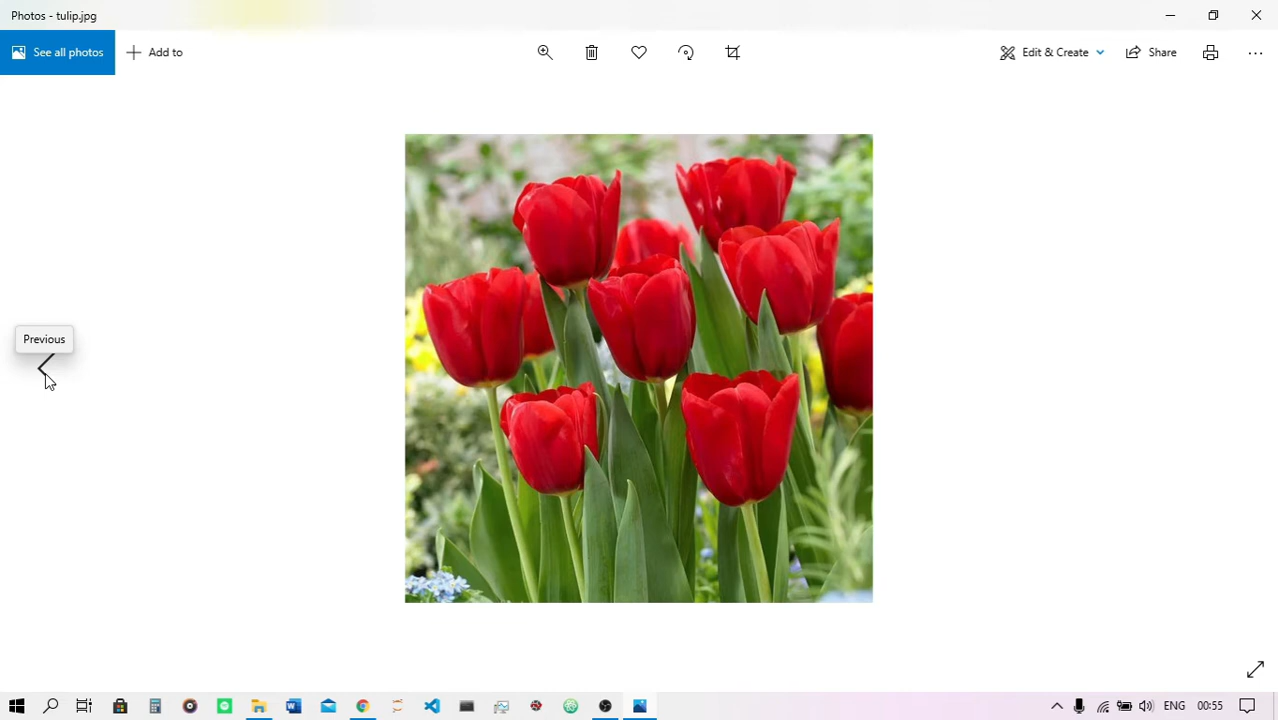 Photos - tulip.jpg
See all photos
Add to
Edit & Create
Share
Previous
ENG
00:55